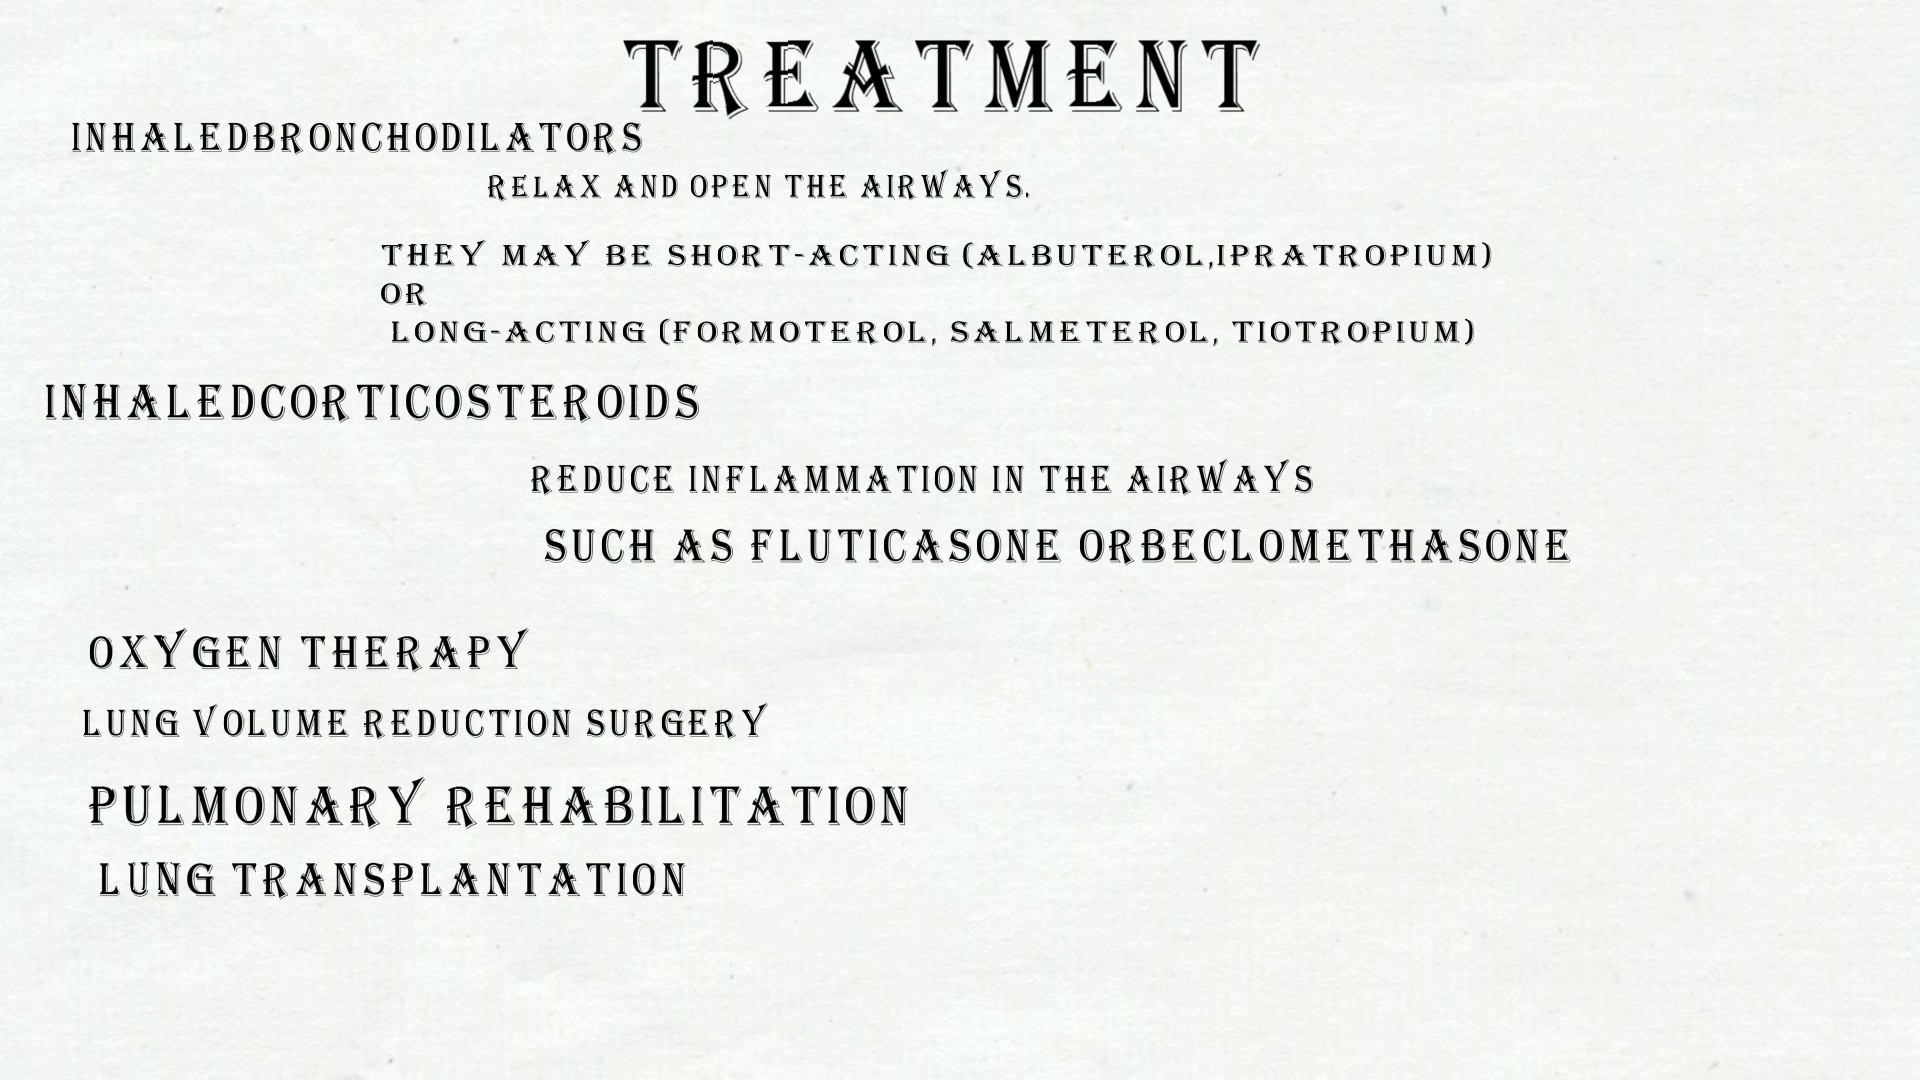 TREATMENT
INHALEDBRONCHODILATORS
RELAX AND OPEN THE AIRWAYS.
THEY MAY BE SHORT-ACTING (ALBUTEROL,IPRATROPIUM)
OR
LONG-ACTING (FORMOTEROL, SALMETEROL, TIOTROPIUM)
INHALEDCORTICOSTEROIDS
REDUCE INFLAMMATION IN THE AIRWAYS
SUCH AS FLUTICASONE ORBECLOMETHASONE
OXYGEN THERAPY
LUNG VOLUME REDUCTION SURGERY
PULMONARY REHABILITATION
LUNG TRANSPLANTATION